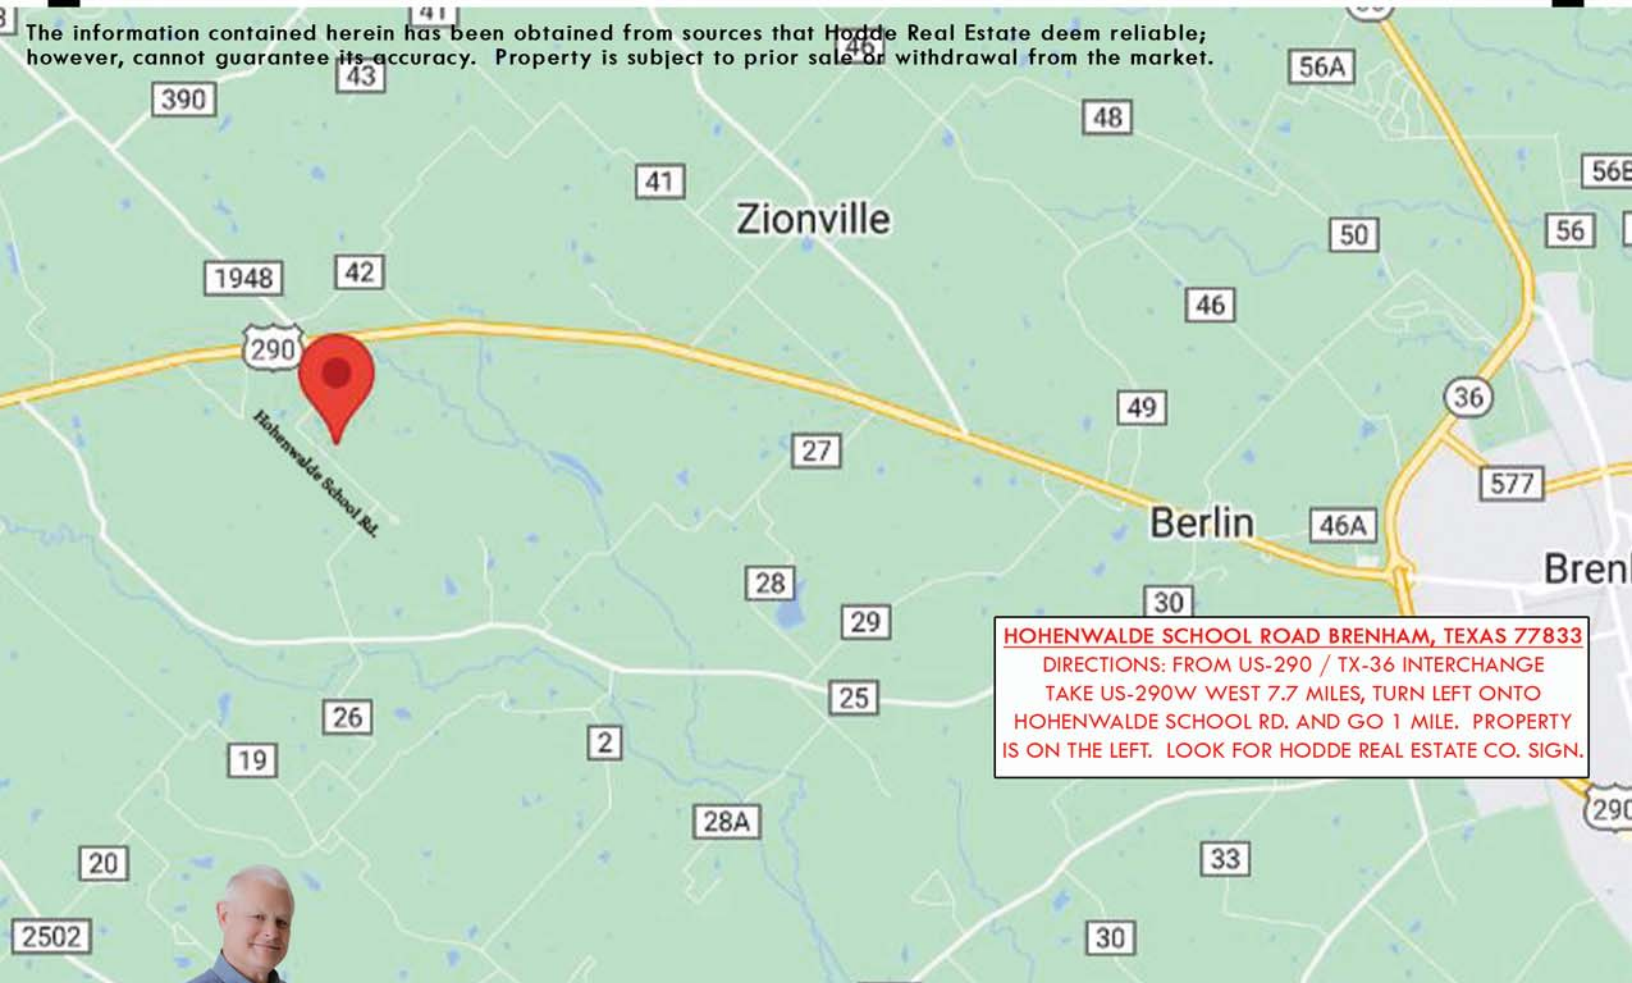 41
The information contained herein has been obtained from sources that Hodde Real Estate deem reliable;
however, cannot guarantee its accuracy.  Property is subject to prior sale or withdrawal from the market.
46
43
56A
390
48
41
56B
Zionville
50
56
1948
42
46
290
36
49
Hohenwalde School Rd.
27
577
Berlin
46A
28
30
29
HOHENWALDE SCHOOL ROAD BRENHAM, TEXAS 77833
DIRECTIONS: FROM US-290 / TX-36 INTERCHANGE
TAKE US-290W WEST 7.7 MILES, TURN LEFT ONTO
HOHENWALDE SCHOOL RD. AND GO 1 MILE.  PROPERTY
IS ON THE LEFT.  LOOK FOR HODDE REAL ESTATE CO. SIGN.
25
26
2
19
290
28A
33
20
2502
30